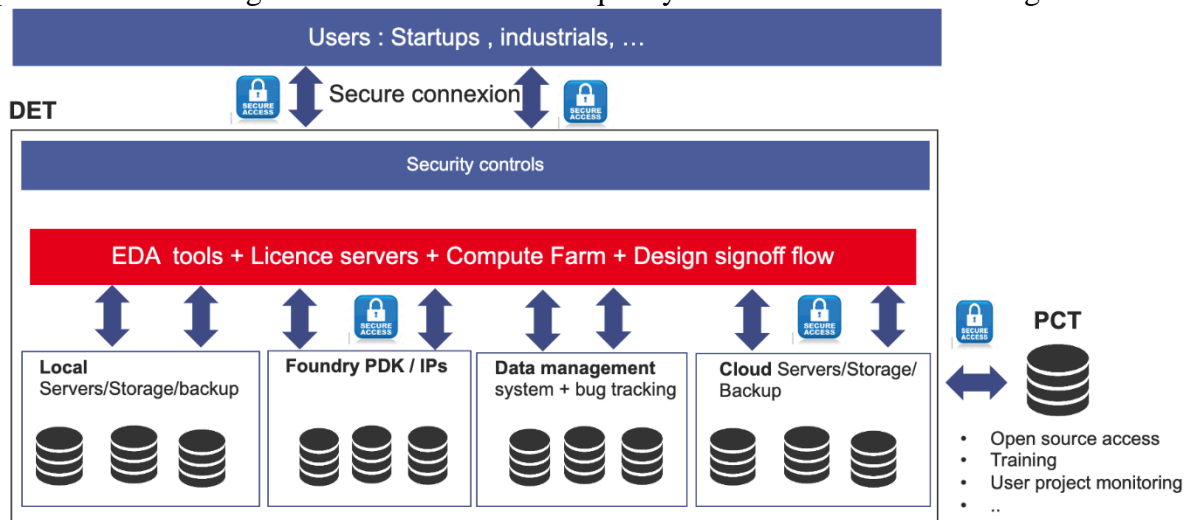 Users : Startups , industrials, …
SECURE
ACCESS
Secure connexion
SECURE
ACCESS
DET
Security controls
EDA tools + Licence servers + Compute Farm + Design signoff flow
SECURE
ACCESS
SECURE
ACCESS
SECURE
ACCESS
PCT
Local
Servers/Storage/backup
Foundry PDK / IPs
Data management
system + bug tracking
Cloud Servers/Storage/
Backup
• Open source access
• Training
• User project monitoring
• ..